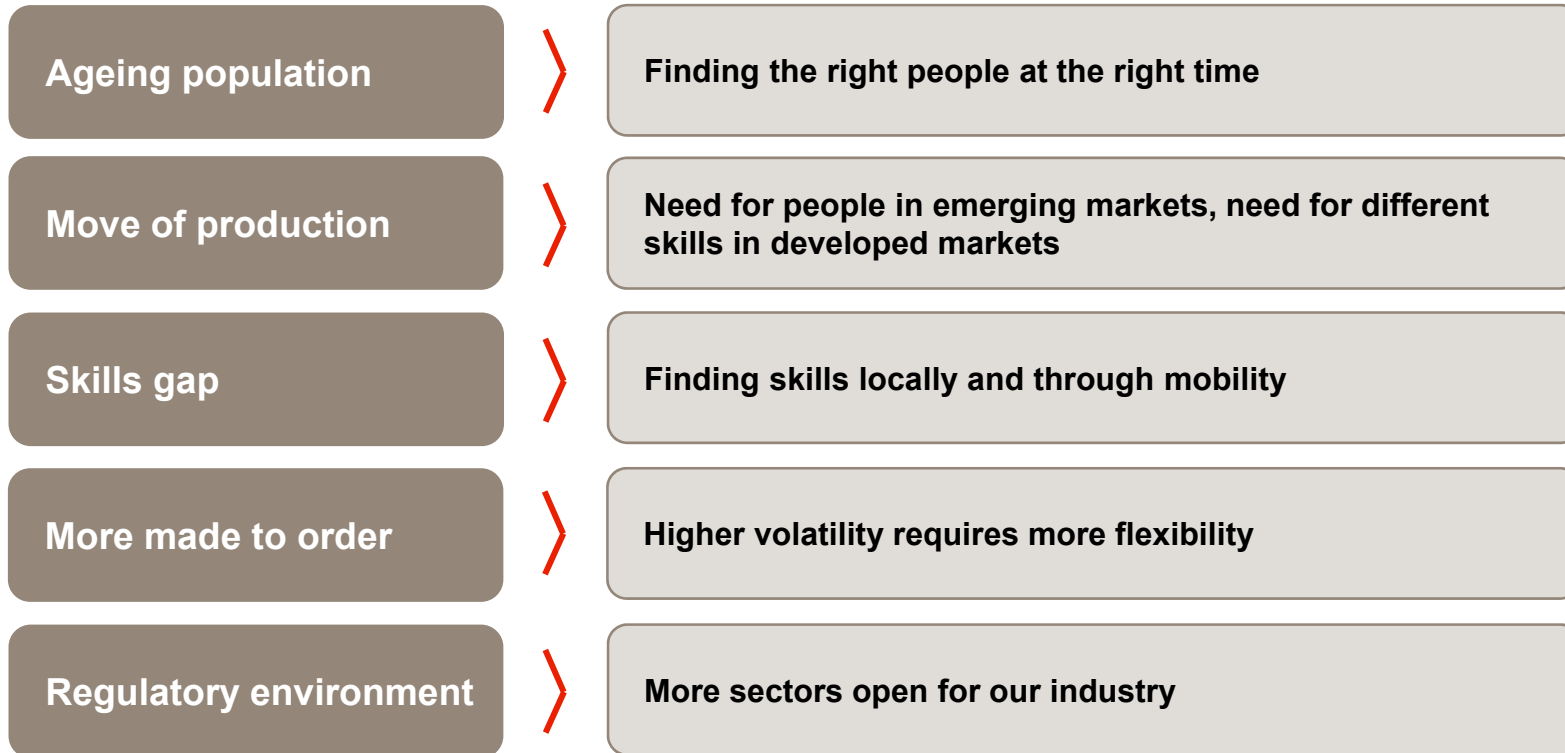 Ageing population
Finding the right people at the right time
Move of production
Need for people in emerging markets, need for different
skills in developed markets
Skills gap
Finding skills locally and through mobility
More made to order
Higher volatility requires more flexibility
Regulatory environment
More sectors open for our industry